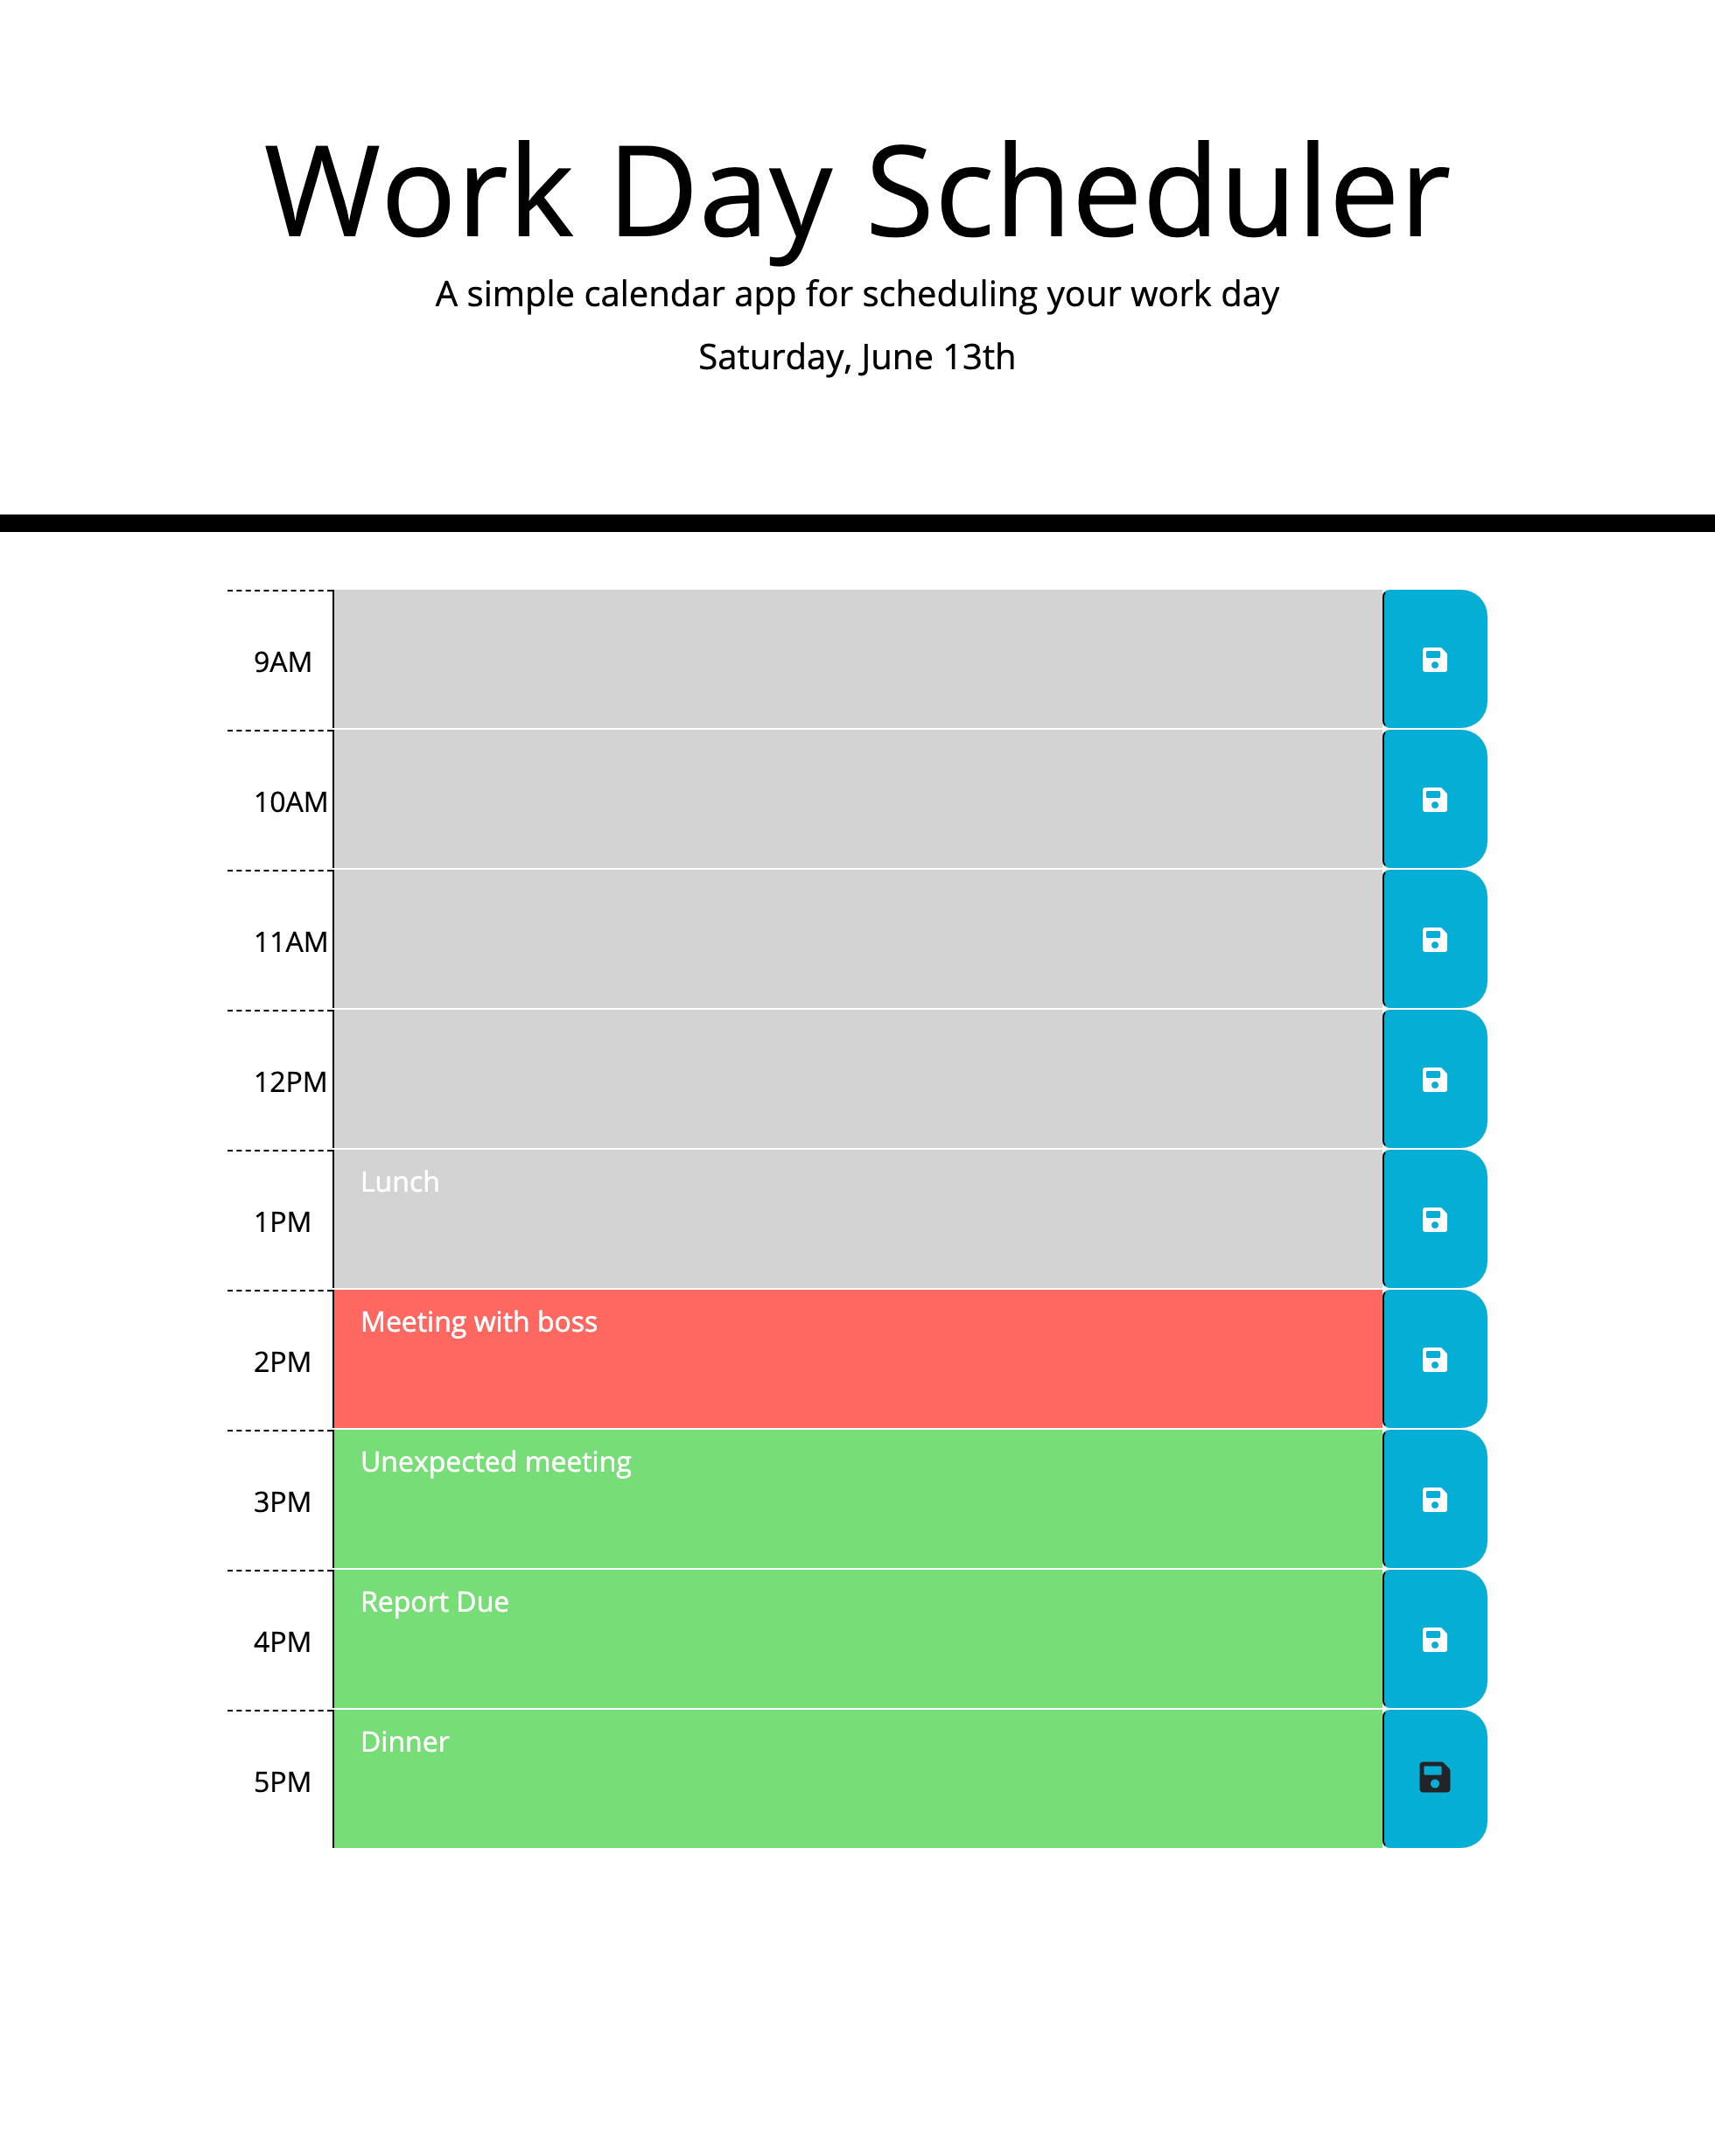 Work Day Scheduler
A simple calendar app for scheduling your work day
Saturday, June 13th
9AM
10AM
11AM
12PM
1PM
Lunch
2PM
Meeting with boss
3PM
Unexpected meeting
4PM
Report Due
5PM
Dinner